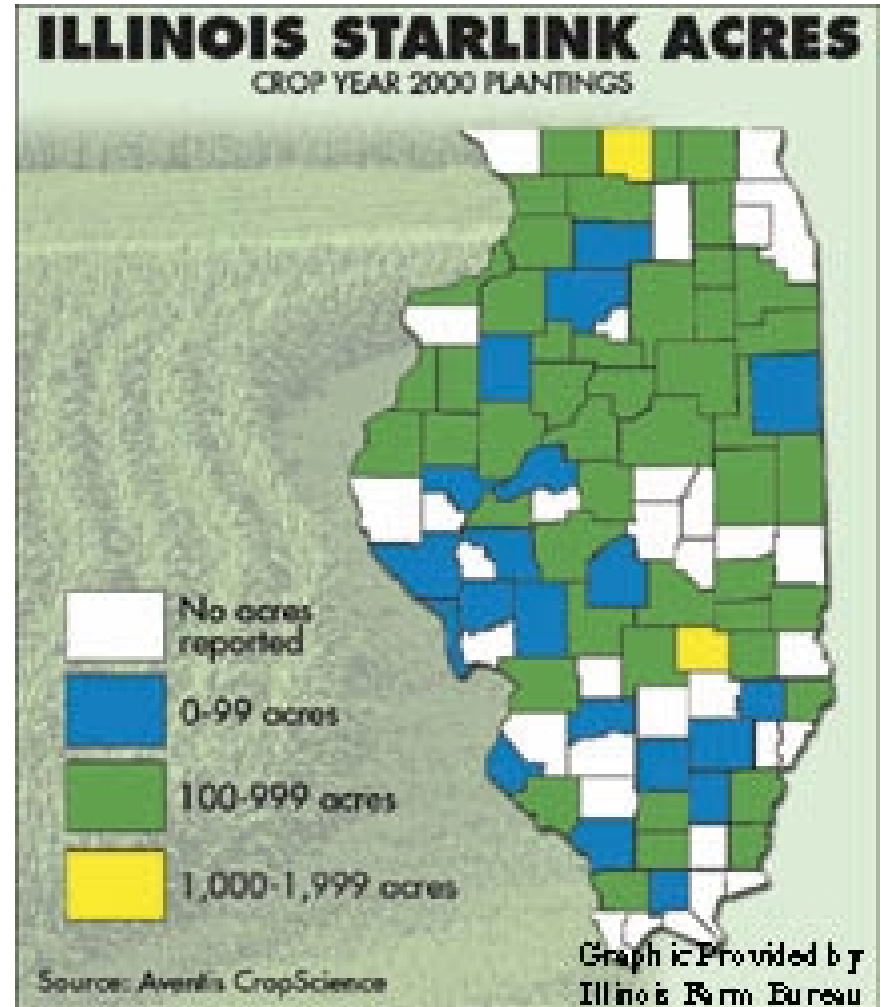 ILLINOIS STARLINK ACRES
CROP YEAR 2000 PLANTINGS
No acres
reported
0-99 acres
100-999 acres
1,000-1,999 acres
Source: Aventis CropScience
Graphic Provided by
Illinois Farm Bureau